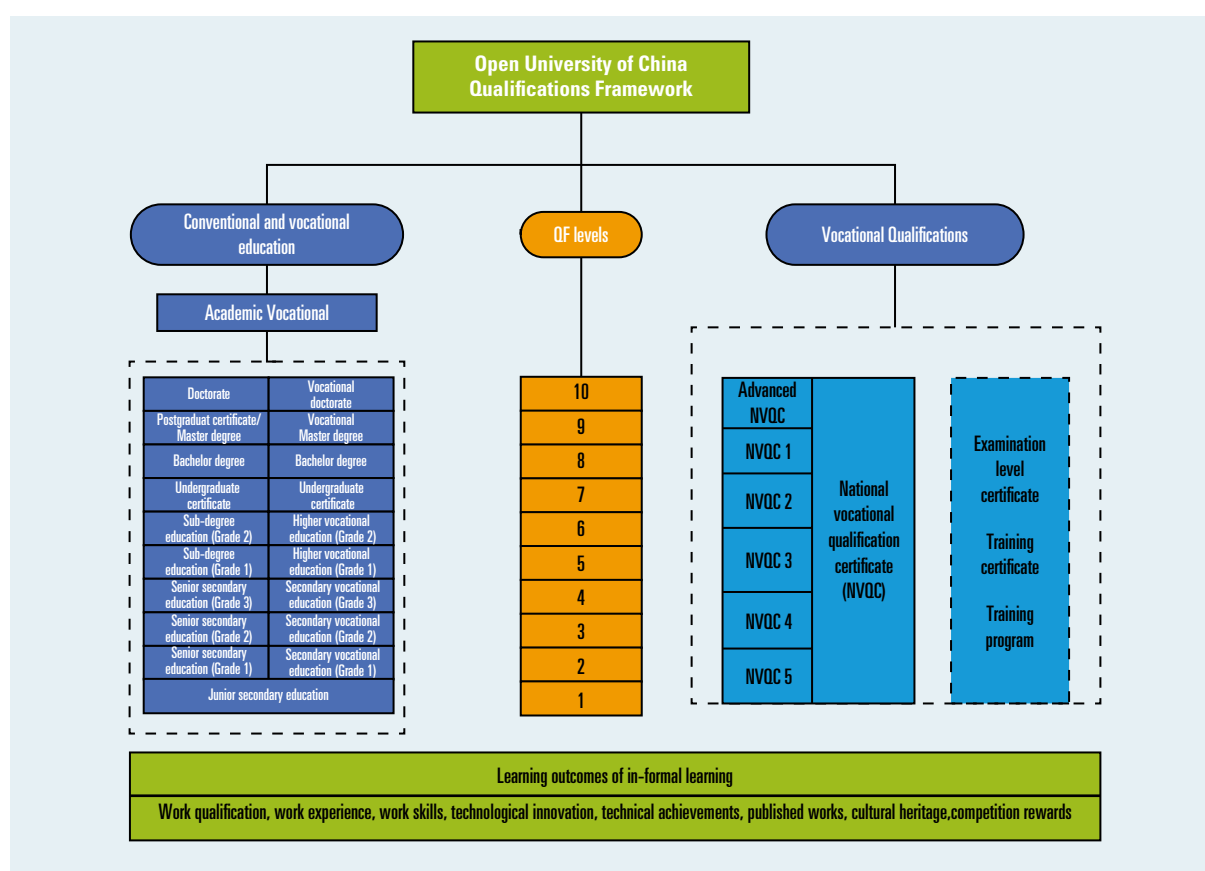 Open University of China
Qualifications Framework
Conventional and vocational
education
QF levels
Vocational Qualifications
Academic Vocational
Doctorate
Vocational
doctorate
Postgraduat certificate/
Master degree
Vocational
Master degree
Bachelor degree
Bachelor degree
Undergraduate
certificate
Undergraduate
certificate
Sub-degree
education (Grade 2)
Higher vocational
education (Grade 2)
Sub-degree
education (Grade 1)
Higher vocational
education (Grade 1)
Senior secondary
education (Grade 3)
Secondary vocational
education (Grade 3)
Senior secondary
education (Grade 2)
Secondary vocational
education (Grade 2)
Senior secondary
education (Grade 1)
Secondary vocational
education (Grade 1)
Junior secondary education
10
9
8
7
6
5
4
3
2
1
Advanced
NVQC
NVQC 1
NVQC 2
NVQC 3
NVQC 4
NVQC 5
National
vocational
qualification
certificate
(NVQC)
Examination
level
certificate
Training
certificate
Training
program
Learning outcomes of in-formal learning
Work qualification, work experience, work skills, technological innovation, technical achievements, published works, cultural heritage,competition rewards